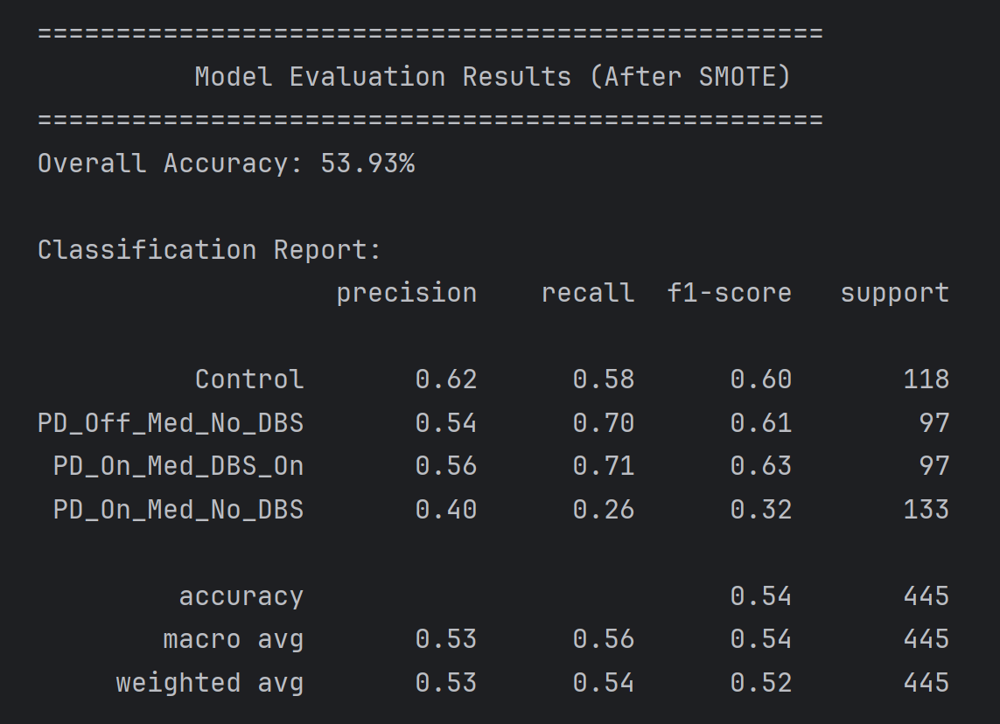 ==================================================
Model Evaluation Results (After SMOTE)
==================================================
Overall Accuracy: 53.93%
Classification Report:
precision recall f1-score support
Control 0.62 0.58 0.60 118
PD_Off_Med_No_DBS 0.54 0.70 0.61 97
PD_On_Med_DBS_On 0.56 0.71 0.63 97
PD_On_Med_No_DBS 0.40 0.26 0.32 133
accuracy 0.54 445
macro avg 0.53 0.56 0.54 445
weighted avg 0.53 0.54 0.52 445